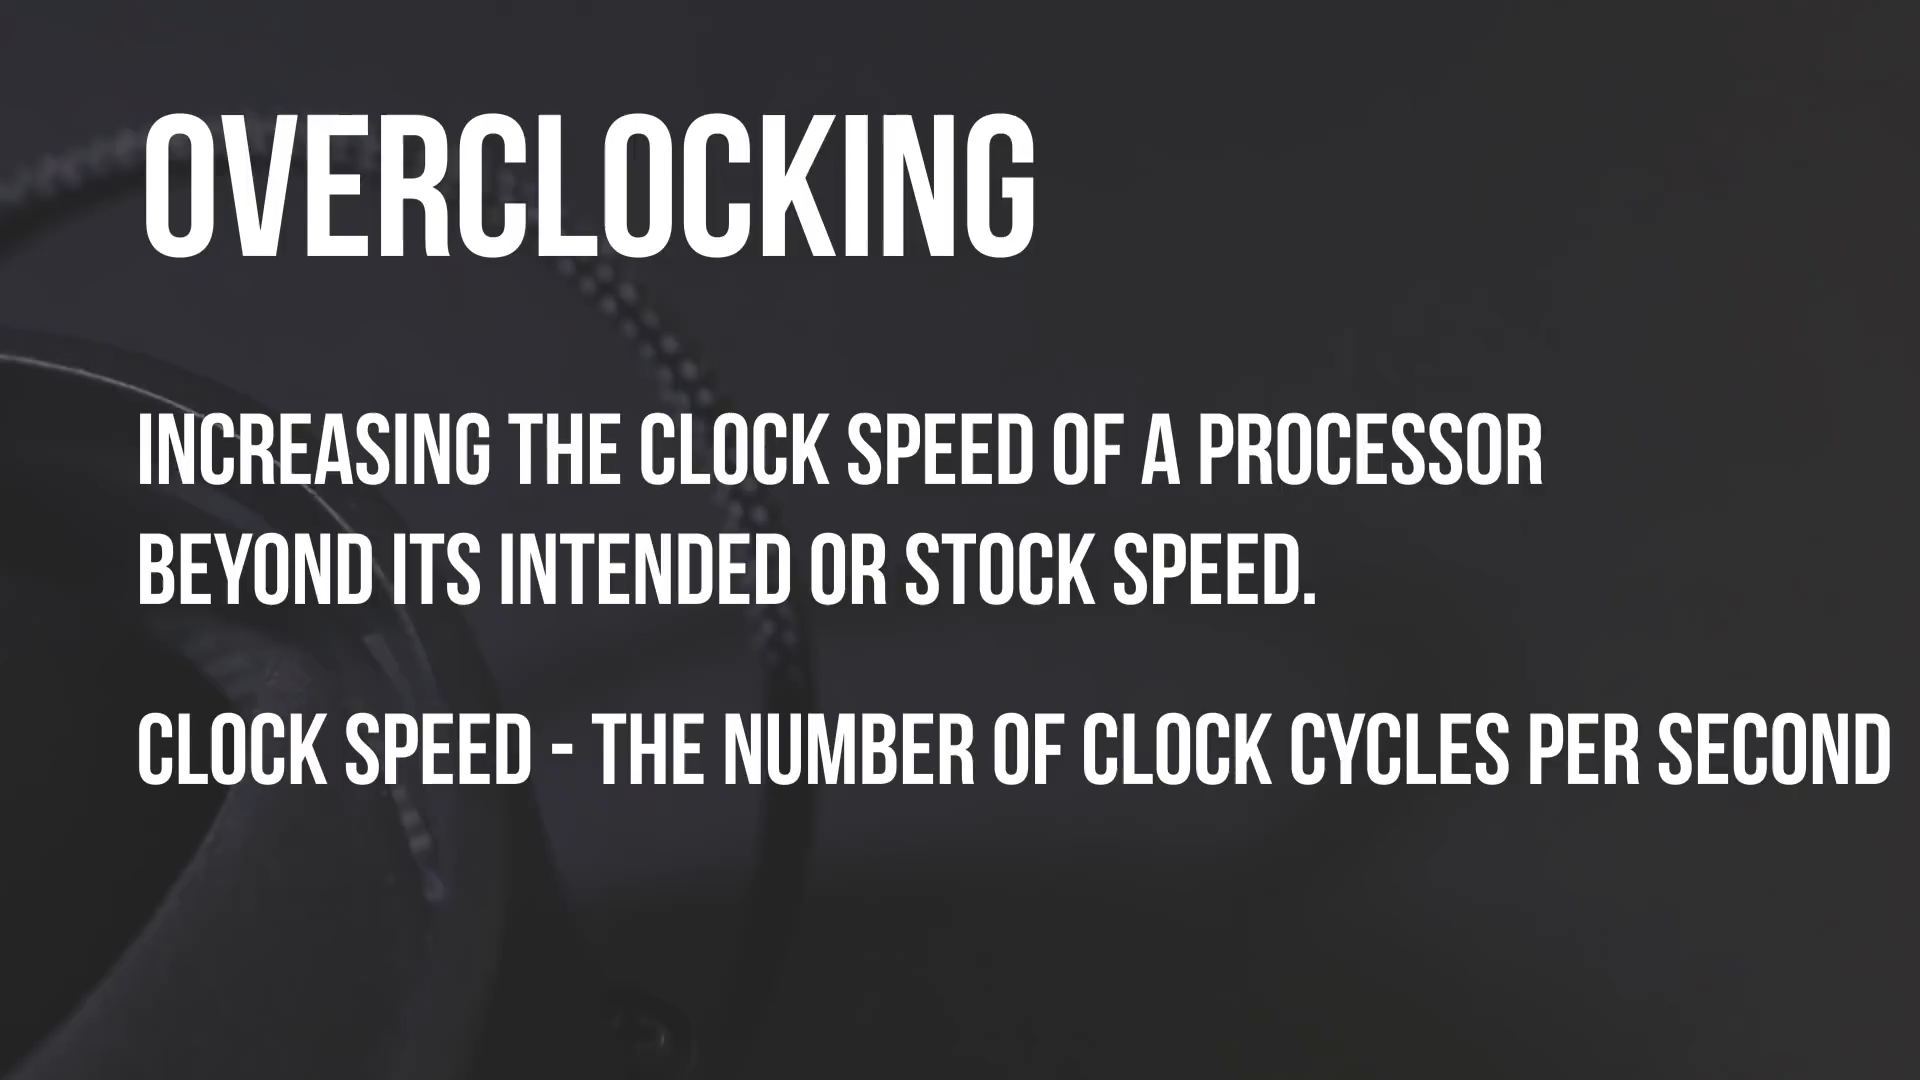 OVERCLOCKING
INCREASING THE CLOCK SPEED OF A PROCESSOR
BEYOND ITS INTENDED OR STOCK SPEED.
CLOCK SPEED - THE NUMBER OF CLOCK CYCLES PER SECOND